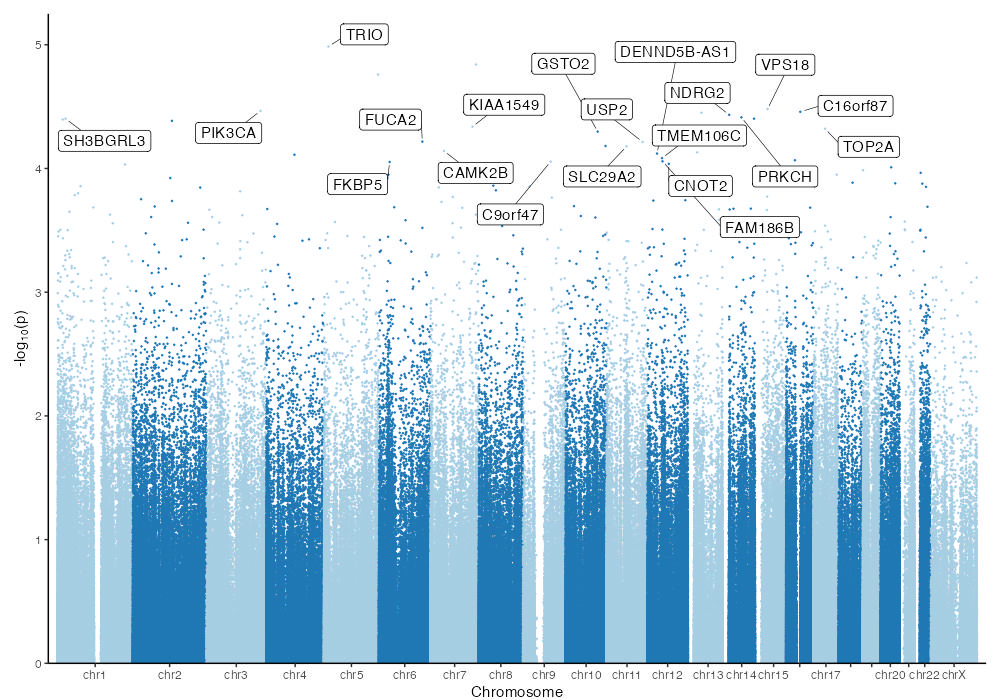 5
4
3
2
1
0
-log10(p)
TRIO
DENND5B-AS1
GSTO2
VPS18
NDRG2
KIAA1549
USP2
C16orf87
FUCA2
PIK3CA
SH3BGRL3
TMEM106C
TOP2A
CAMK2B
SLC29A2
PRKCH
FKBP5
CNOT2
C9orf47
FAM186B
chr1 chr2 chr3 chr4 chr5 chr6 chr7 chr8 chr9 chr10 chr11 chr12 chr13 chr14 chr15 chr17 chr20 chr22 chrX
Chromosome